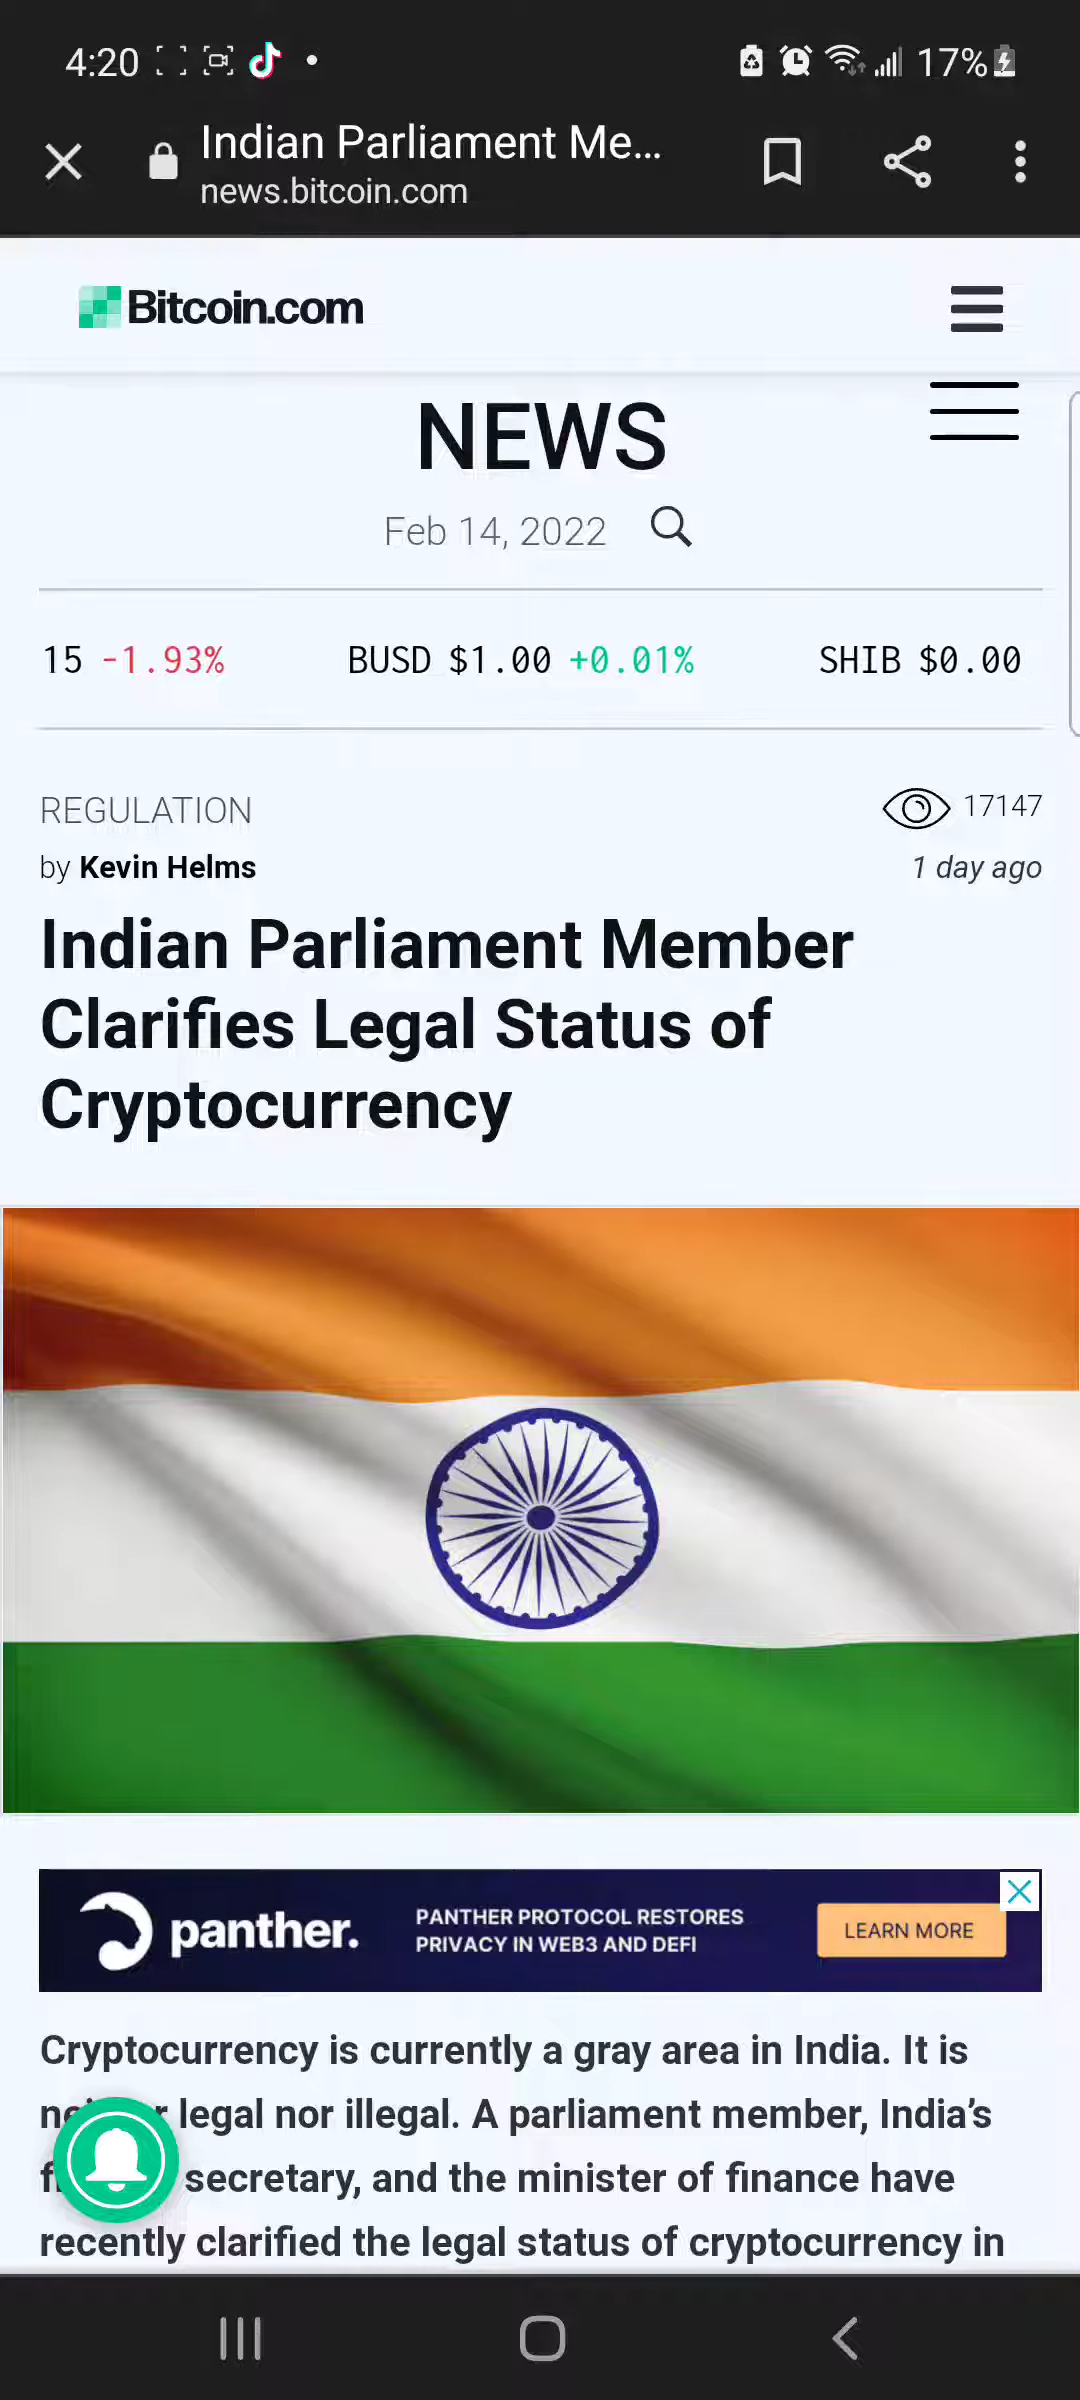 4:20
17%
Indian Parliament Me...
news.bitcoin.com
Bitcoin.com
NEWS
Feb 14, 2022
15 -1.93% BUSD $1.00 +0.01% SHIB $0.00
REGULATION 17147
by Kevin Helms 1 day ago
Indian Parliament Member
Clarifies Legal Status of
Cryptocurrency
panther.
PANTHER PROTOCOL RESTORES
PRIVACY IN WEB3 AND DEFI
LEARN MORE
Cryptocurrency is currently a gray area in India. It is
legal nor illegal. A parliament member, India's
secretary, and the minister of finance have
recently clarified the legal status of cryptocurrency in